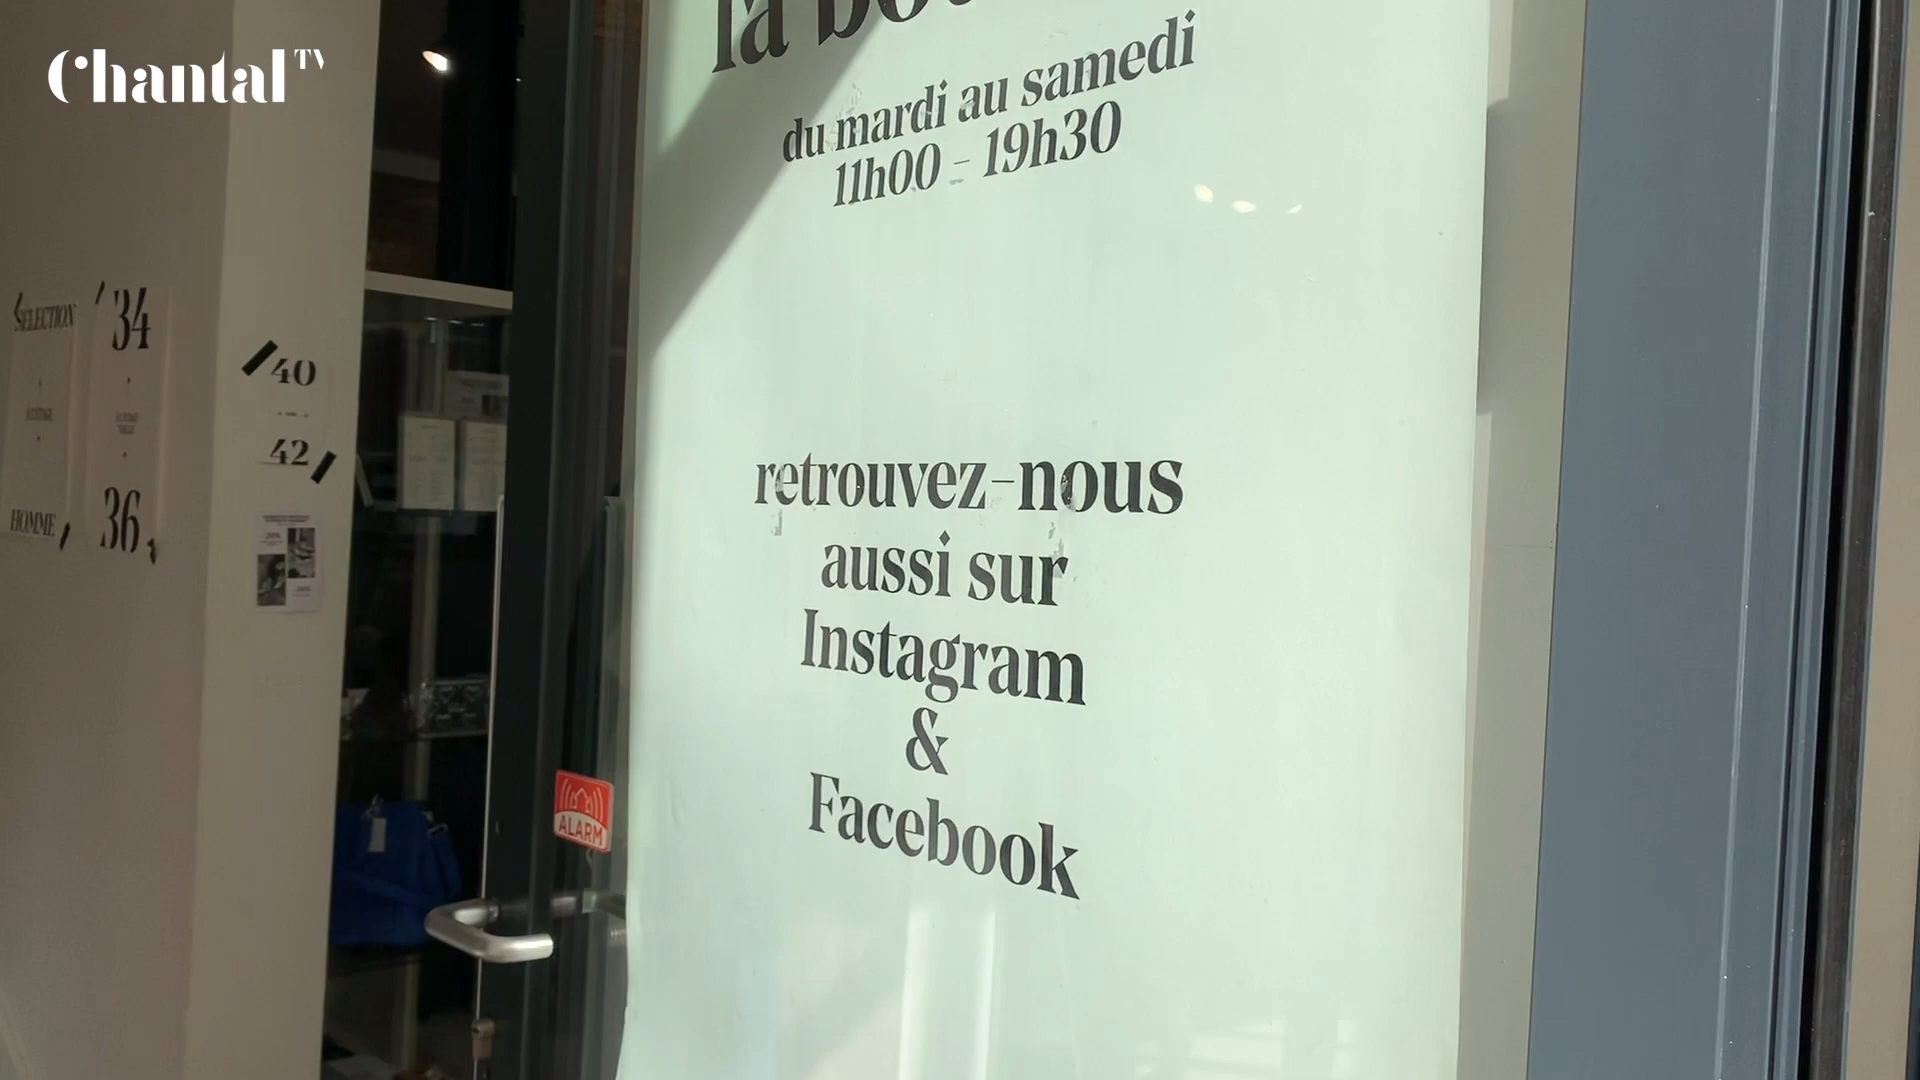 Chantal TV
la
du mardi au samedi
11h00 - 19h30
retrouvez-nous
aussi sur
Instagram
&
Facebook
SÉLECTION
HOMME
34
36
40
42
ALARM